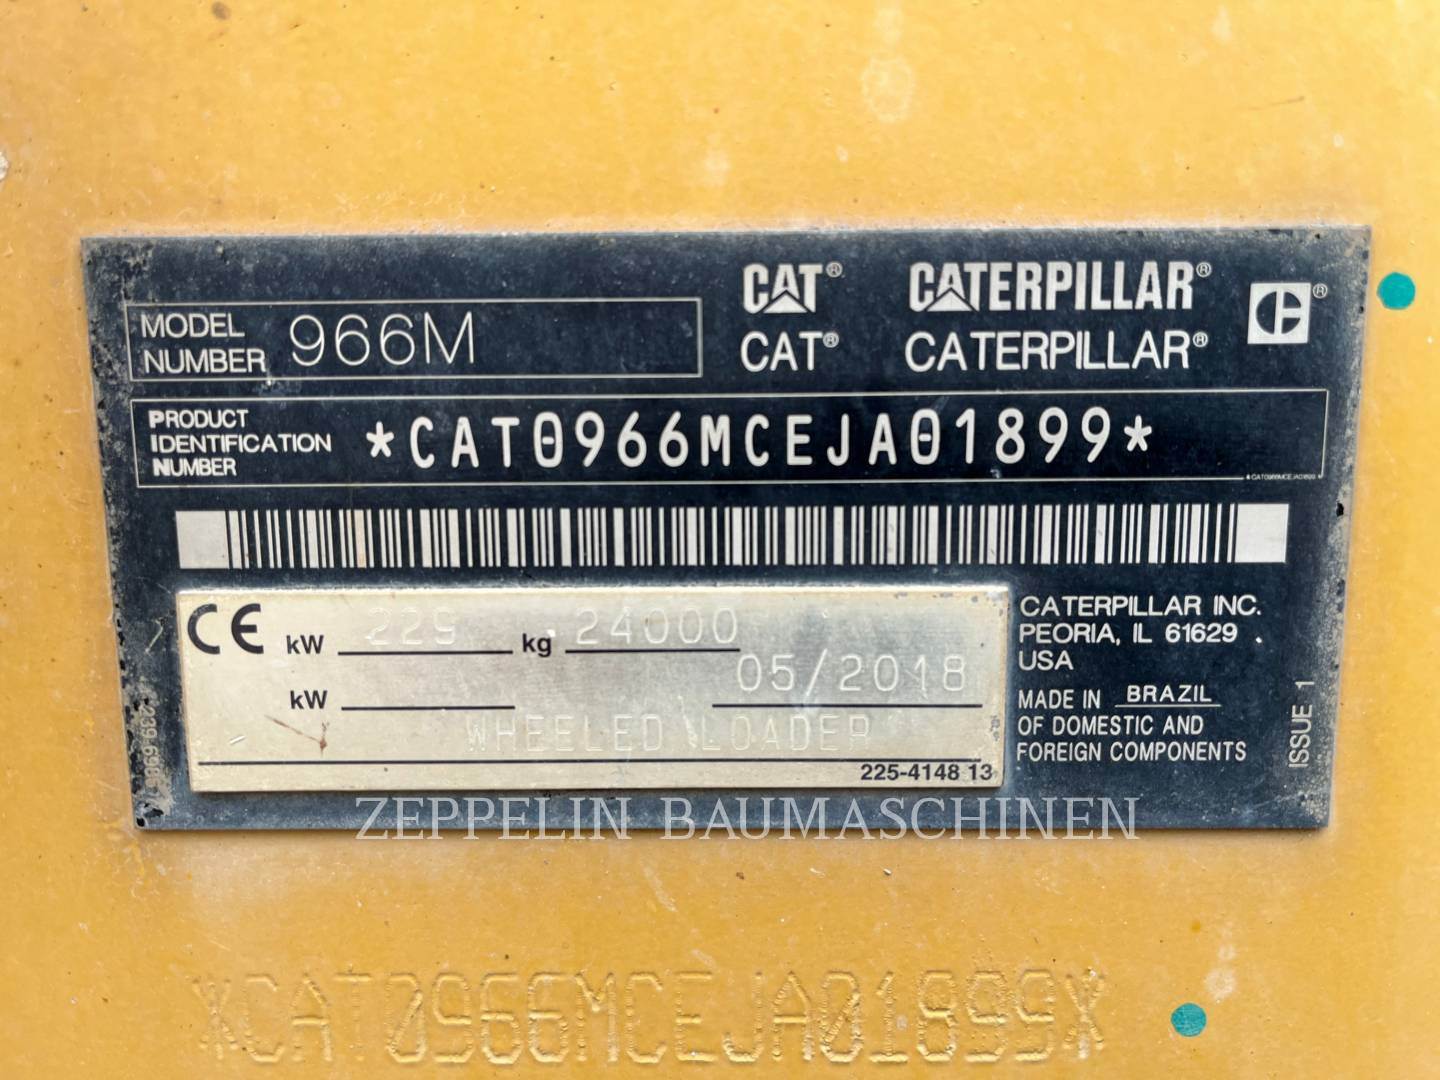 MODEL NUMBER 966M
CAT® CATERPILLAR®
CAT® CATERPILLAR® ®
PRODUCT IDENTIFICATION NUMBER *CAT0966MCEJA01899*
*CAT0966MCEJA01899*
CE kW 229 kg 24000
kW 05/2018
WHEELED LOADER
225-4148 13
CATERPILLAR INC.
PEORIA, IL 61629 .
USA
MADE IN BRAZIL
OF DOMESTIC AND
FOREIGN COMPONENTS
ISSUE 1
ZEPPELIN BAUMASCHINEN
XCAT0966MCEJA01899X